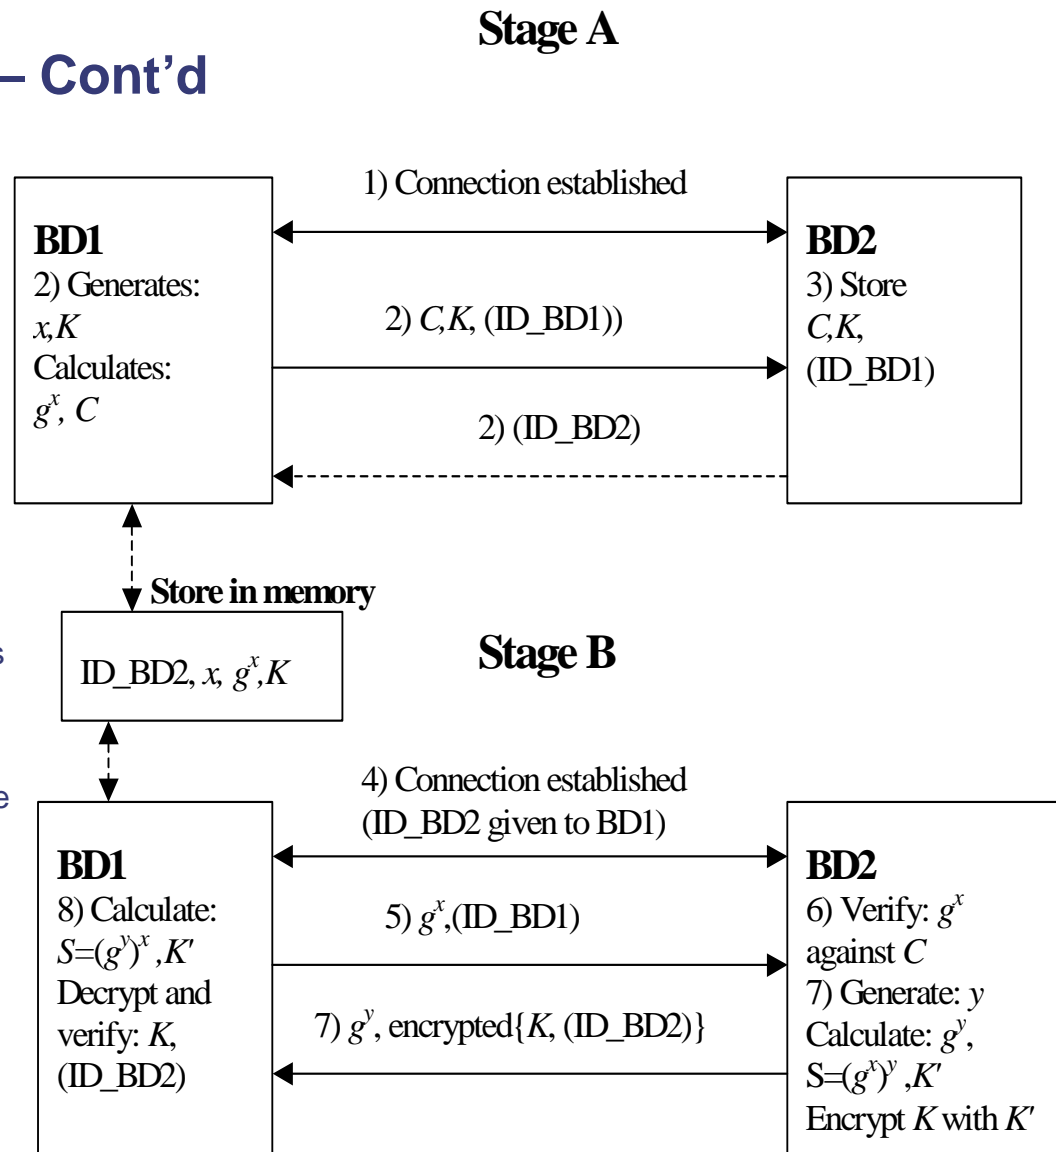 Stage A
– Cont’d
1) Connection established
BD1
2) Generates:
x,K
Calculates:
g^x, C
2) C,K, (ID_BD1))
2) (ID_BD2)
BD2
3) Store
C,K,
(ID_BD1)
Store in memory
ID_BD2, x, g^x,K
s
e
Stage B
4) Connection established
(ID_BD2 given to BD1)
BD1
8) Calculate:
S=(g^y)^x ,K'
Decrypt and
verify: K,
(ID_BD2)
5) g^x,(ID_BD1)
7) g^y, encrypted{K, (ID_BD2)}
BD2
6) Verify: g^x
against C
7) Generate: y
Calculate: g^y,
S=(g^x)^y ,K'
Encrypt K with K'